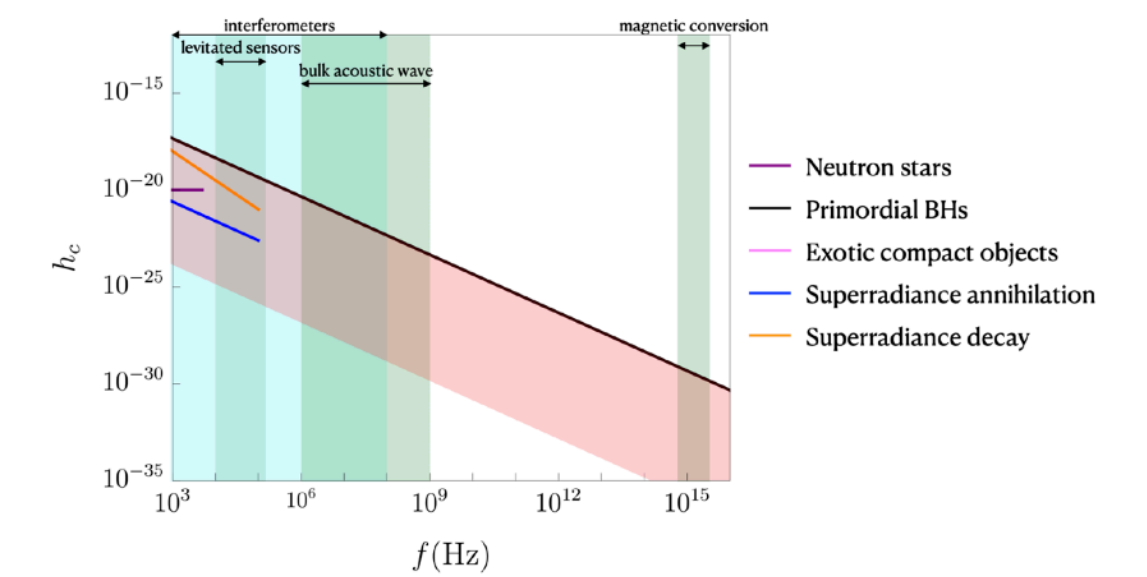 interferometers
magnetic conversion
levitated sensors
bulk acoustic wave
10^{-15}
10^{-20}
10^{-25}
10^{-30}
10^{-35}
h_c
10^3
10^6
10^9
10^{12}
10^{15}
f(Hz)
Neutron stars
Primordial BHs
Exotic compact objects
Superradiance annihilation
Superradiance decay